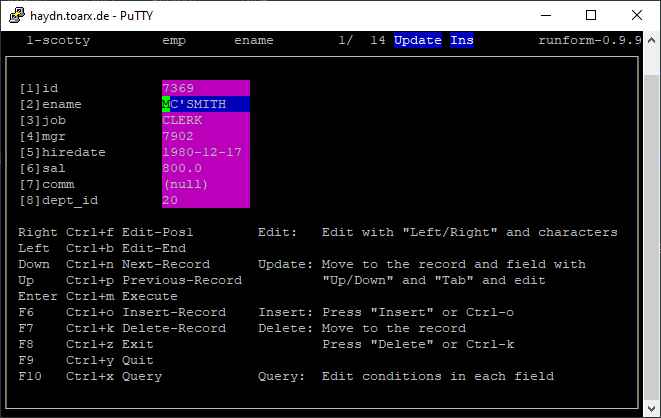 haydn.toarx.de - PuTTY
1-scotty emp ename 1/ 14 Update Ins runform-0.9.9
[1]id 7369
[2]ename MC'SMITH
[3]job CLERK
[4]mgr 7902
[5]hiredate 1980-12-17
[6]sal 800.0
[7]comm (null)
[8]dept_id 20
Right Ctrl+f Edit-Pos1 Edit: Edit with "Left/Right" and characters
Left Ctrl+b Edit-End
Down Ctrl+n Next-Record Update: Move to the record and field with
Up Ctrl+p Previous-Record "Up/Down" and "Tab" and edit
Enter Ctrl+m Execute
F6 Ctrl+o Insert-Record Insert: Press "Insert" or Ctrl-o
F7 Ctrl+k Delete-Record Delete: Move to the record
F8 Ctrl+z Exit Press "Delete" or Ctrl-k
F9 Ctrl+y Quit
F10 Ctrl+x Query Query: Edit conditions in each field